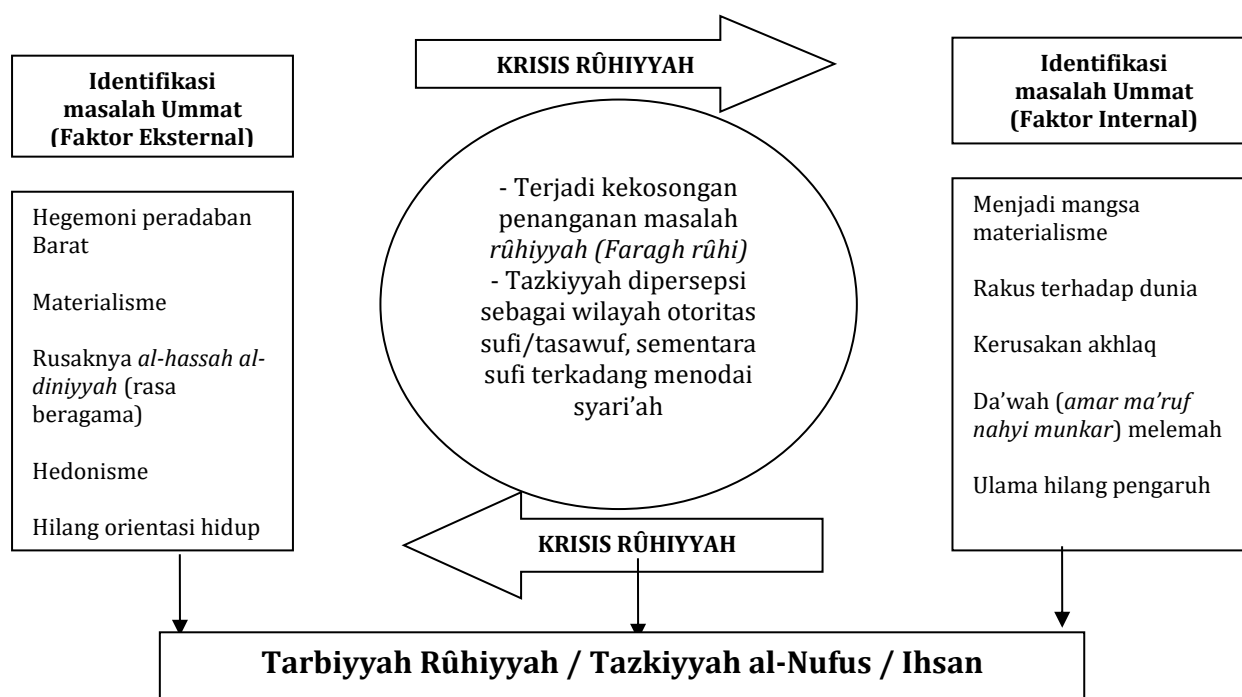 KRISIS RÛHIYYAH
Identifikasi
masalah Ummat
(Faktor Eksternal)
Identifikasi
masalah Ummat
(Faktor Internal)
Hegemoni peradaban
Barat
Materialisme
Rusaknya al-hassah al-
diniyyah (rasa
beragama)
Hedonisme
Hilang orientasi hidup
- Terjadi kekosongan
penanganan masalah
rûhiyyah (Faragh rûhi)
- Tazkiyyah dipersepsi
sebagai wilayah otoritas
sufi/tasawuf, sementara
sufi terkadang menodai
syari’ah
Menjadi mangsa
materialisme
Rakus terhadap dunia
Kerusakan akhlaq
Da’wah (amar ma’ruf
nahyi munkar) melemah
Ulama hilang pengaruh
KRISIS RÛHIYYAH
Tarbiyyah Rûhiyyah / Tazkiyyah al-Nufus / Ihsan